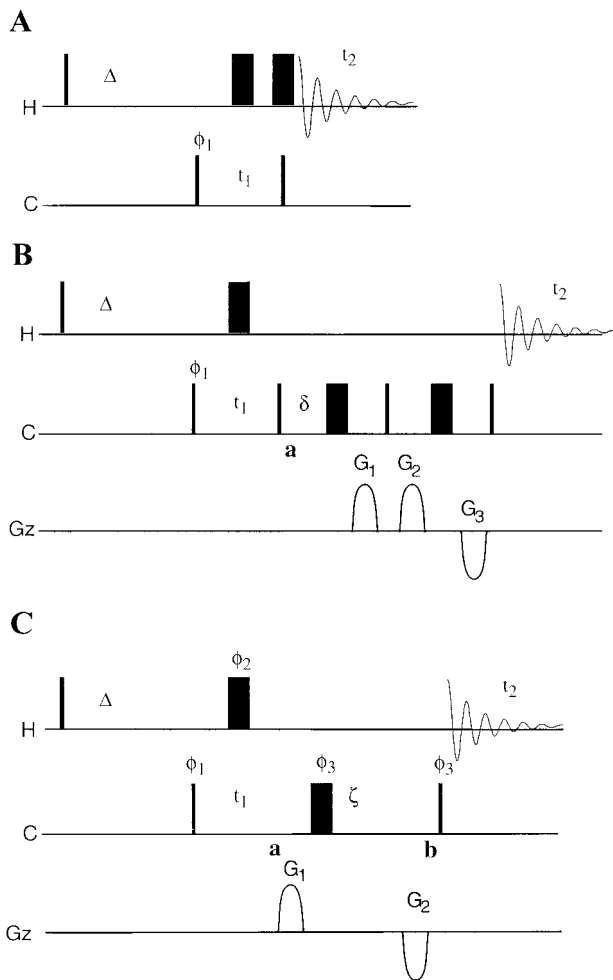 A
H Δ t₂
ϕ₁
C t₁
B
H Δ t₂
ϕ₁
C t₁ δ
a
G₁ G₂
Gz G₃
C
ϕ₂
H Δ t₂
ϕ₁ ϕ₃ ϕ₃
C t₁ ζ
a b
G₁
Gz G₂